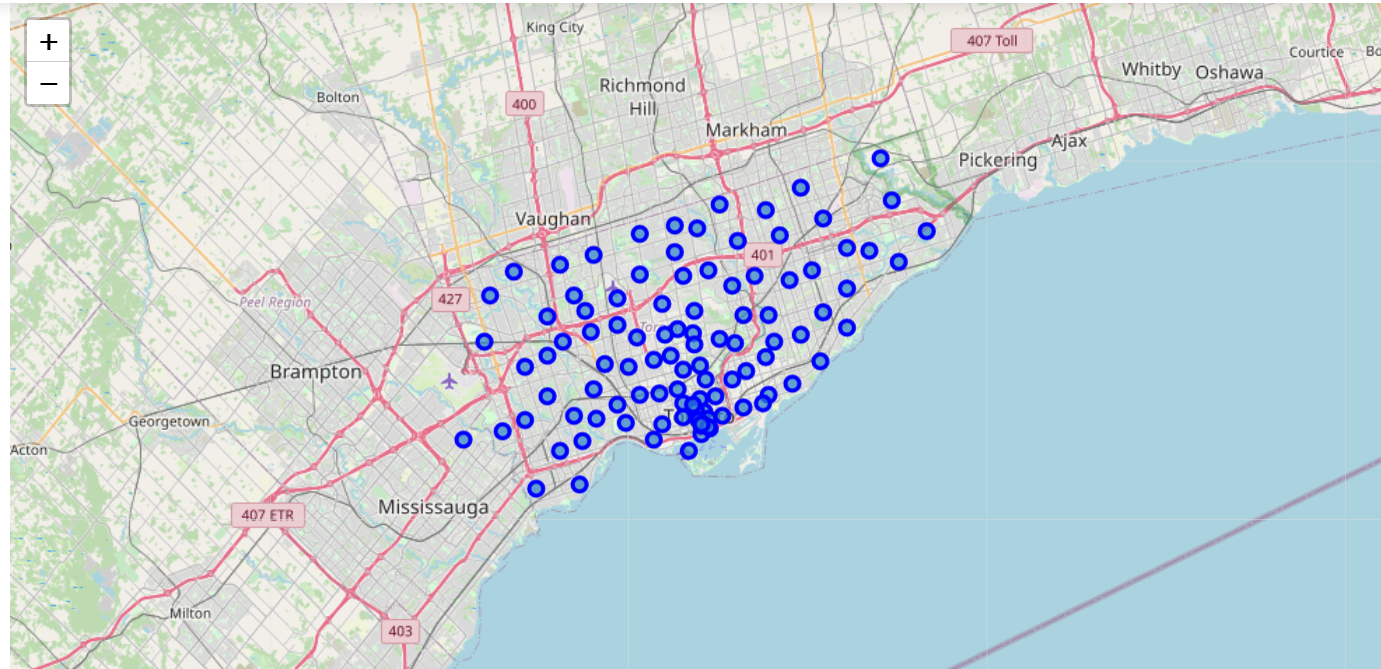 +
−
King City
407 Toll
Courtice
Whitby
Oshawa
Richmond
Hill
Bolton
400
Markham
Ajax
Pickering
Vaughan
401
427
Peel Region
Brampton
Georgetown
Acton
Mississauga
407 ETR
Milton
403